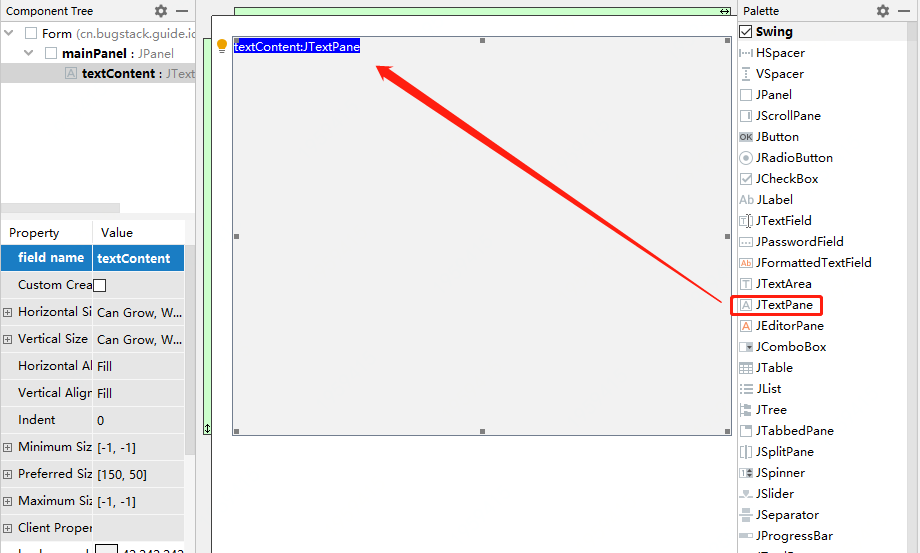 Component Tree
Form (cn.bugstack.guide.ic
mainPanel : JPanel
textContent : JText
Property Value
field name textContent
Custom Crea
Horizontal Si Can Grow, W...
Vertical Size Can Grow, W...
Horizontal Al Fill
Vertical Align Fill
Indent 0
Minimum Siz [-1, -1]
Preferred Siz [150, 50]
Maximum Siz [-1, -1]
Client Proper
textContent:JTextPane
Palette
Swing
HSpacer
VSpacer
JPanel
JScrollPane
OK JButton
JRadioButton
JCheckBox
Ab JLabel
JTextField
JPasswordField
Ab JFormattedTextField
T JTextArea
A JTextPane
A JEditorPane
JComboBox
JTable
JList
JTree
JTabbedPane
JSplitPane
JSpinner
JSlider
JSeparator
JProgressBar